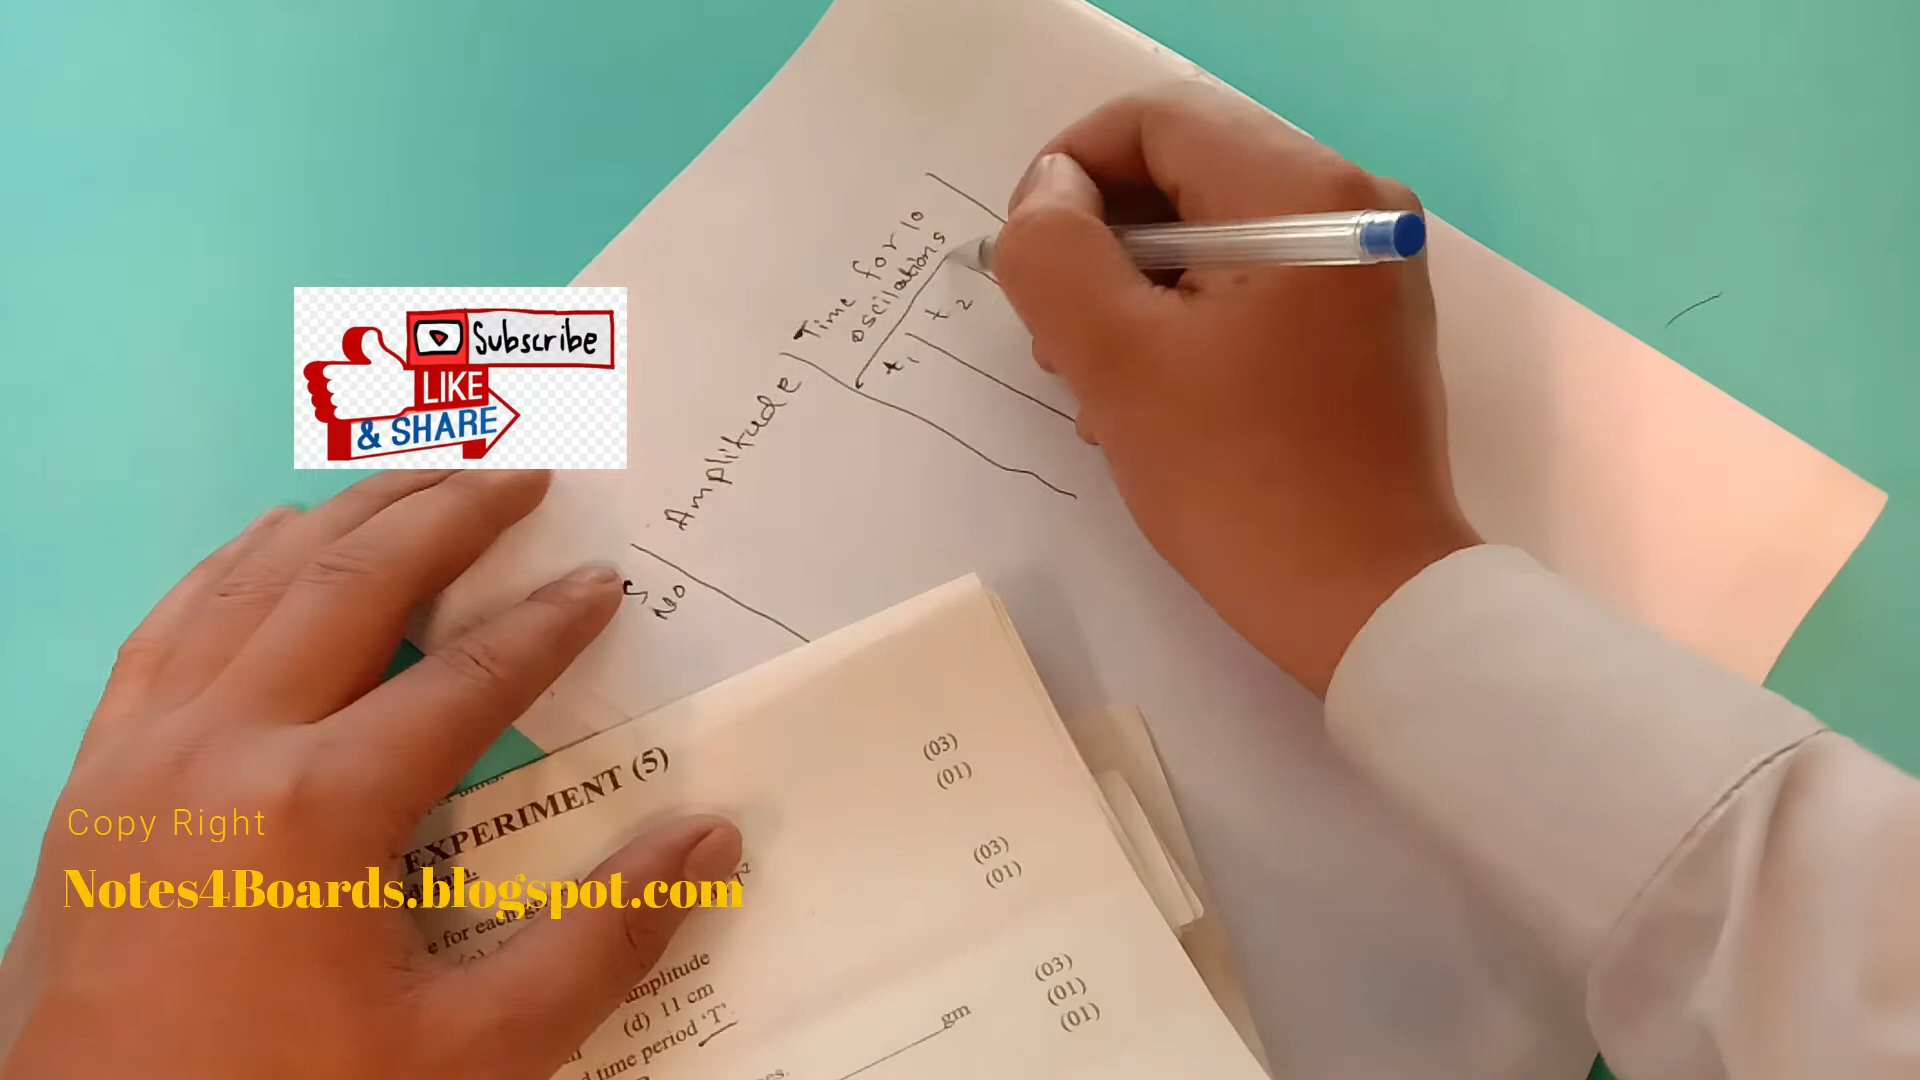 S
No
Amplitude
Time for 10
oscilations
t1
t2
Subscribe
LIKE
& SHARE
Copy Right
Notes4Boards.blogspot.com
EXPERIMENT (5)
(03)
(01)
e for each
(03)
(01)
amplitude
(d) 11 cm
time period 'T'.
gm
(03)
(01)
(01)